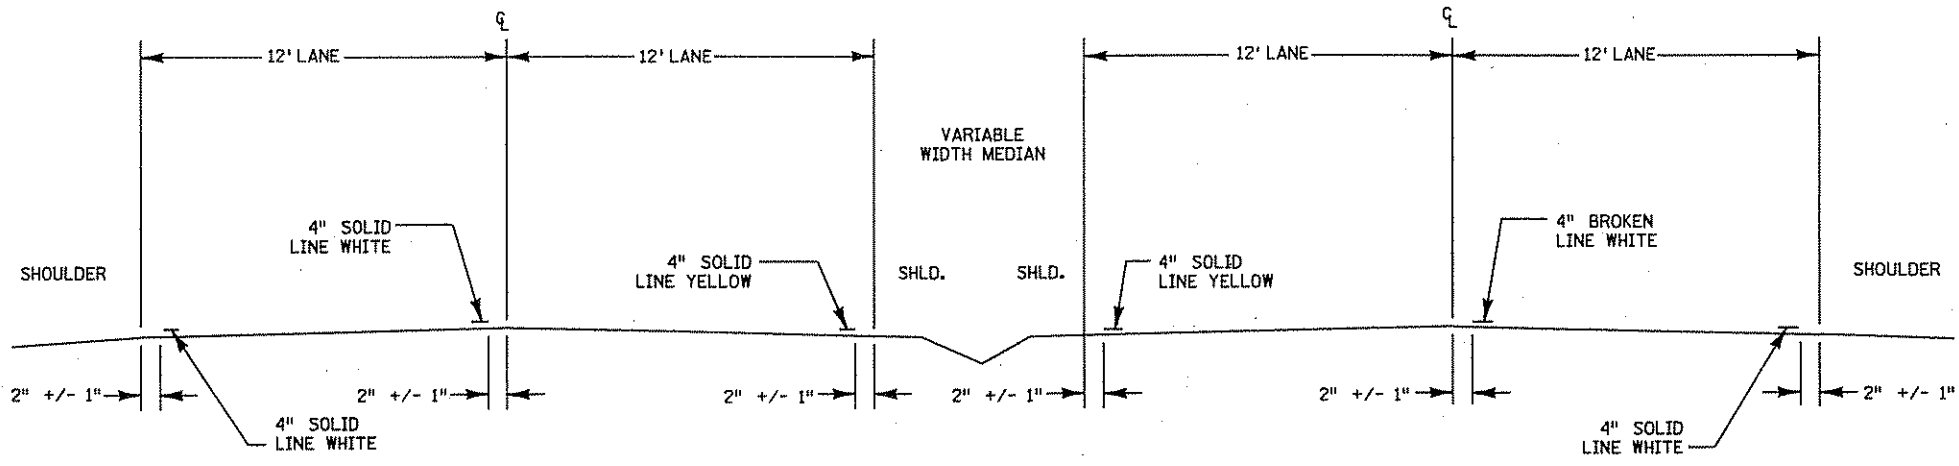 ℄
℄
12' LANE
12' LANE
12' LANE
12' LANE
VARIABLE
WIDTH MEDIAN
4" SOLID
LINE WHITE
4" BROKEN
LINE WHITE
SHOULDER
4" SOLID
LINE YELLOW
SHLD.
SHLD.
4" SOLID
LINE YELLOW
SHOULDER
2" +/- 1"
2" +/- 1"
2" +/- 1"
2" +/- 1"
2" +/- 1"
2" +/- 1"
4" SOLID
LINE WHITE
4" SOLID
LINE WHITE